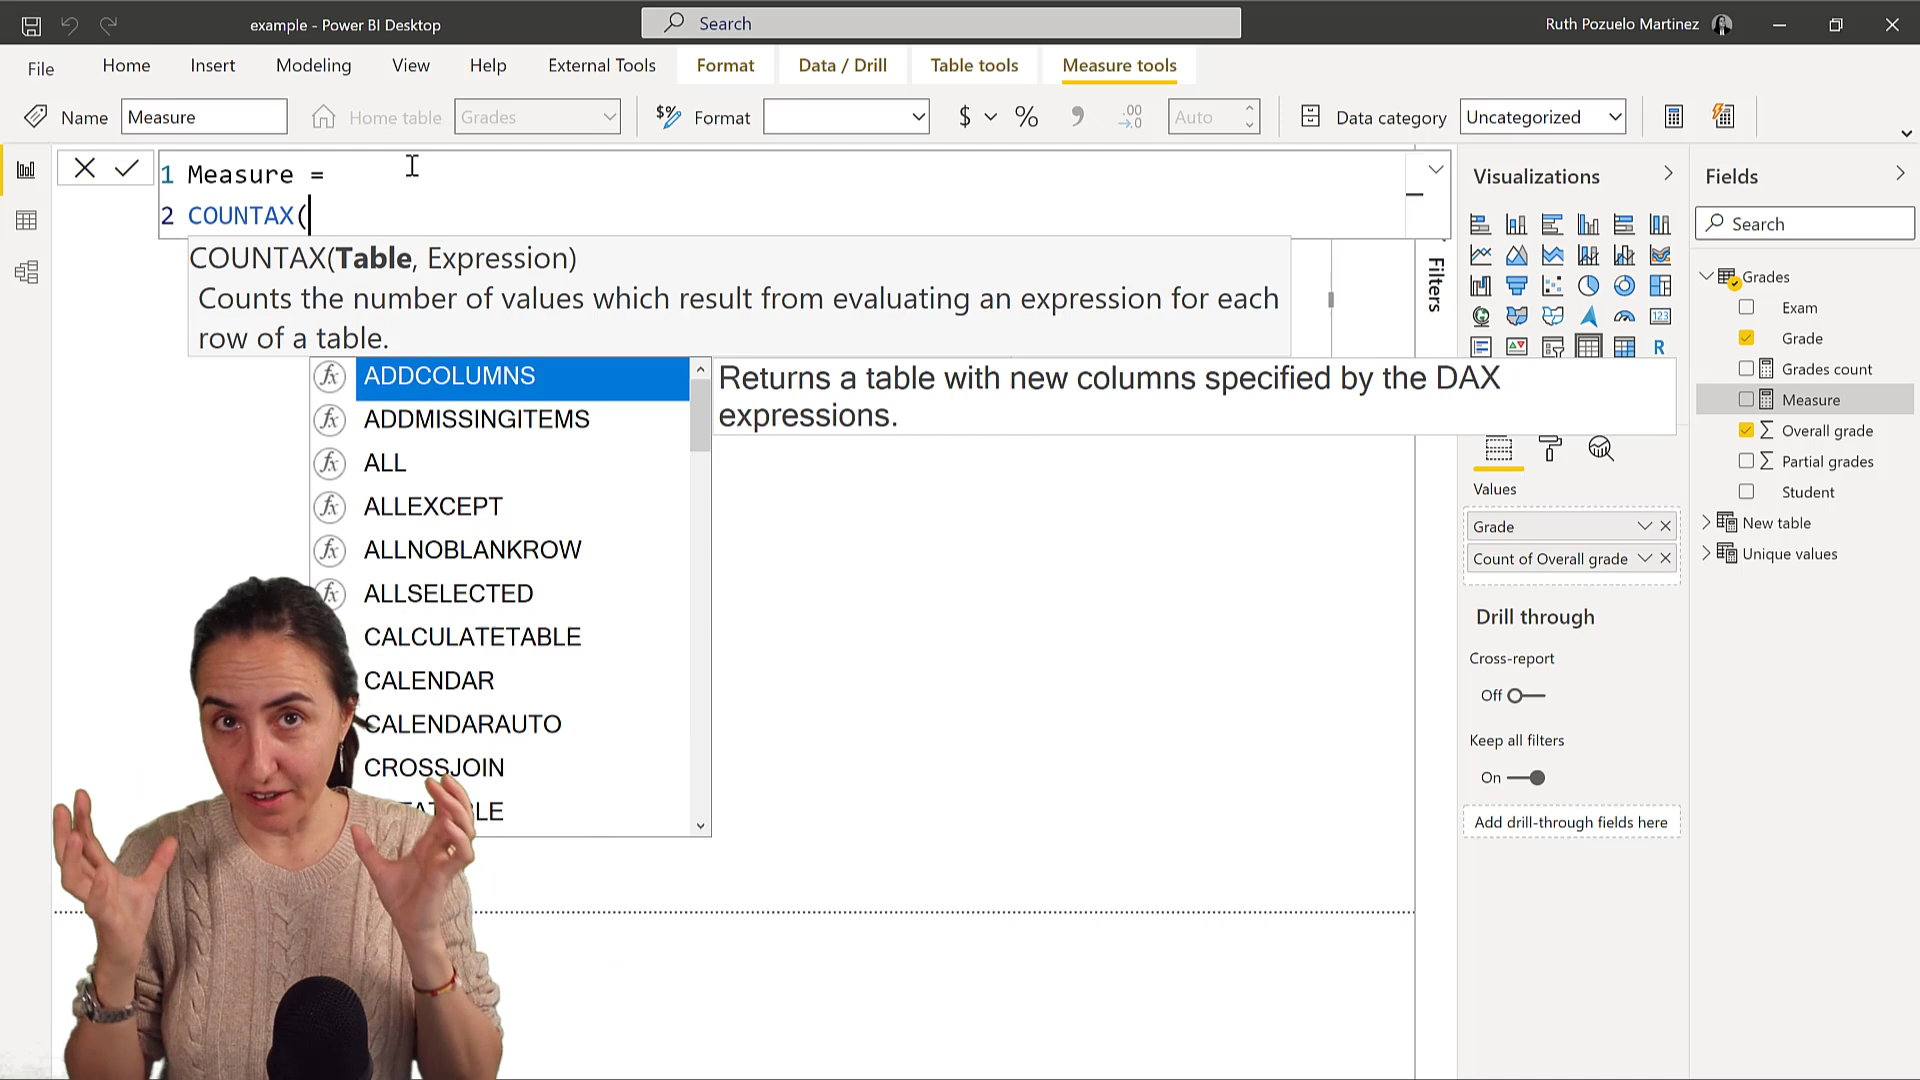 example - Power BI Desktop
Search
Ruth Pozuelo Martinez
File
Home
Insert
Modeling
View
Help
External Tools
Format
Data / Drill
Table tools
Measure tools
Name
Measure
Home table
Grades
Format
$
%
.00
→.0
Auto
Data category
Uncategorized
1 Measure =
2 COUNTAX(
COUNTAX(Table, Expression)
Counts the number of values which result from evaluating an expression for each
row of a table.
ADDCOLUMNS
ADDMISSINGITEMS
ALL
ALLEXCEPT
ALLNOBLANKROW
ALLSELECTED
CALCULATETABLE
CALENDAR
CALENDARAUTO
CROSSJOIN
Returns a table with new columns specified by the DAX
expressions.
Filters
Visualizations
123
R
Values
Grade
Count of Overall grade
Drill through
Cross-report
Off
Keep all filters
On
Add drill-through fields here
Fields
Search
Grades
Exam
Grade
Grades count
Measure
Overall grade
Partial grades
Student
New table
Unique values